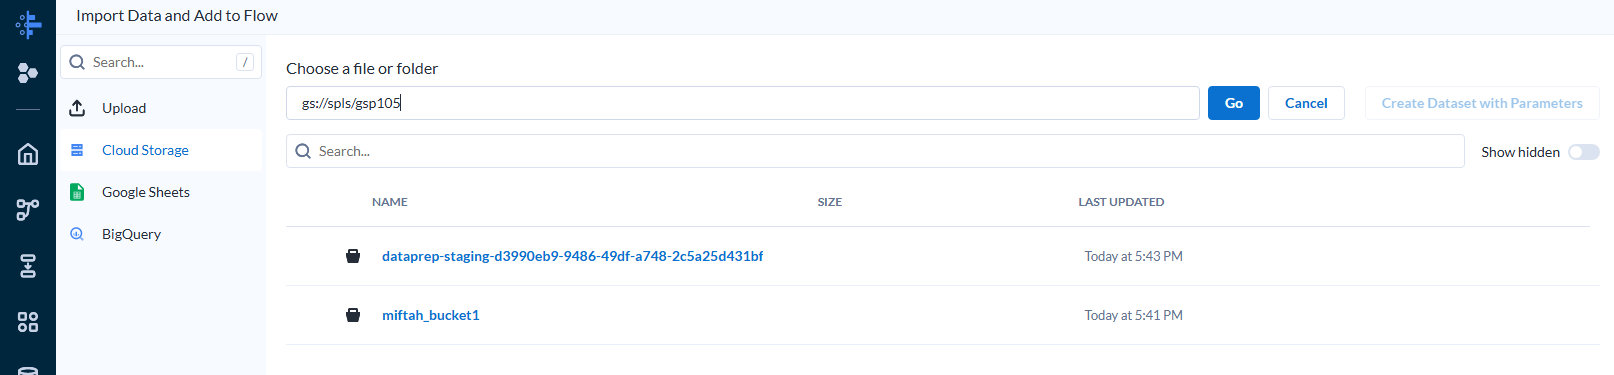 Import Data and Add to Flow
Search... /
Upload
Cloud Storage
Google Sheets
BigQuery
Choose a file or folder
gs://spls/gsp105
Go
Cancel
Create Dataset with Parameters
Search...
Show hidden
NAME SIZE LAST UPDATED
dataprep-staging-d3990eb9-9486-49df-a748-2c5a25d431bf Today at 5:43 PM
miftah_bucket1 Today at 5:41 PM